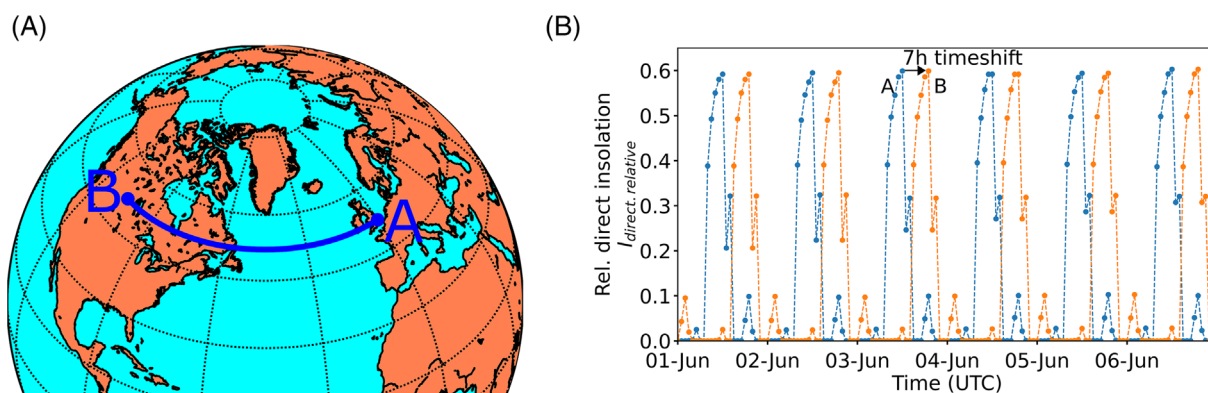 (A)
B
A
(B)
Rel. direct insolation
I_direct.relative
0.6
0.5
0.4
0.3
0.2
0.1
0.0
7h timeshift
A B
01-Jun 02-Jun 03-Jun 04-Jun 05-Jun 06-Jun
Time (UTC)